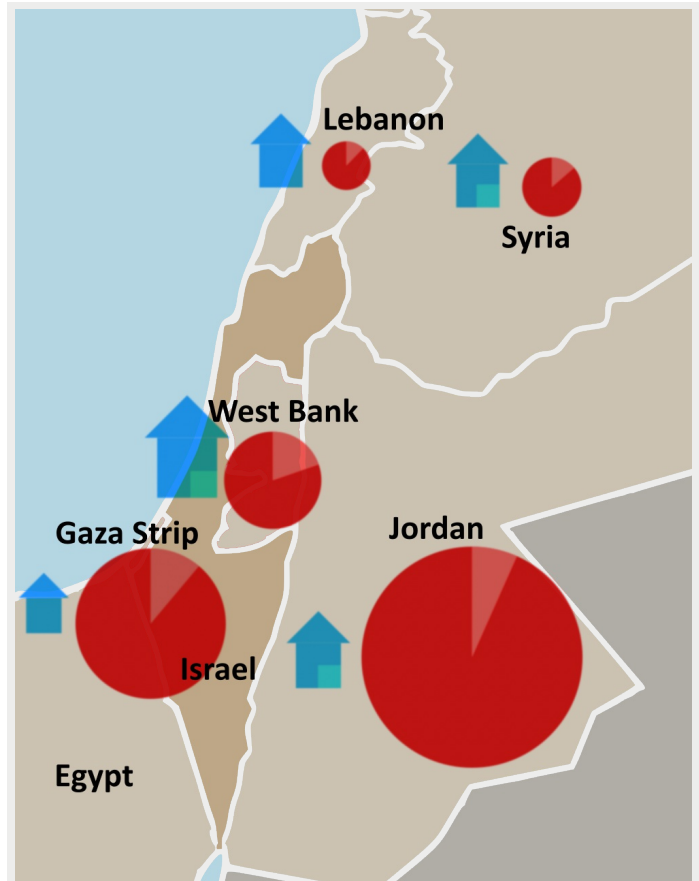 Lebanon
Syria
West Bank
Gaza Strip
Jordan
Israel
Egypt